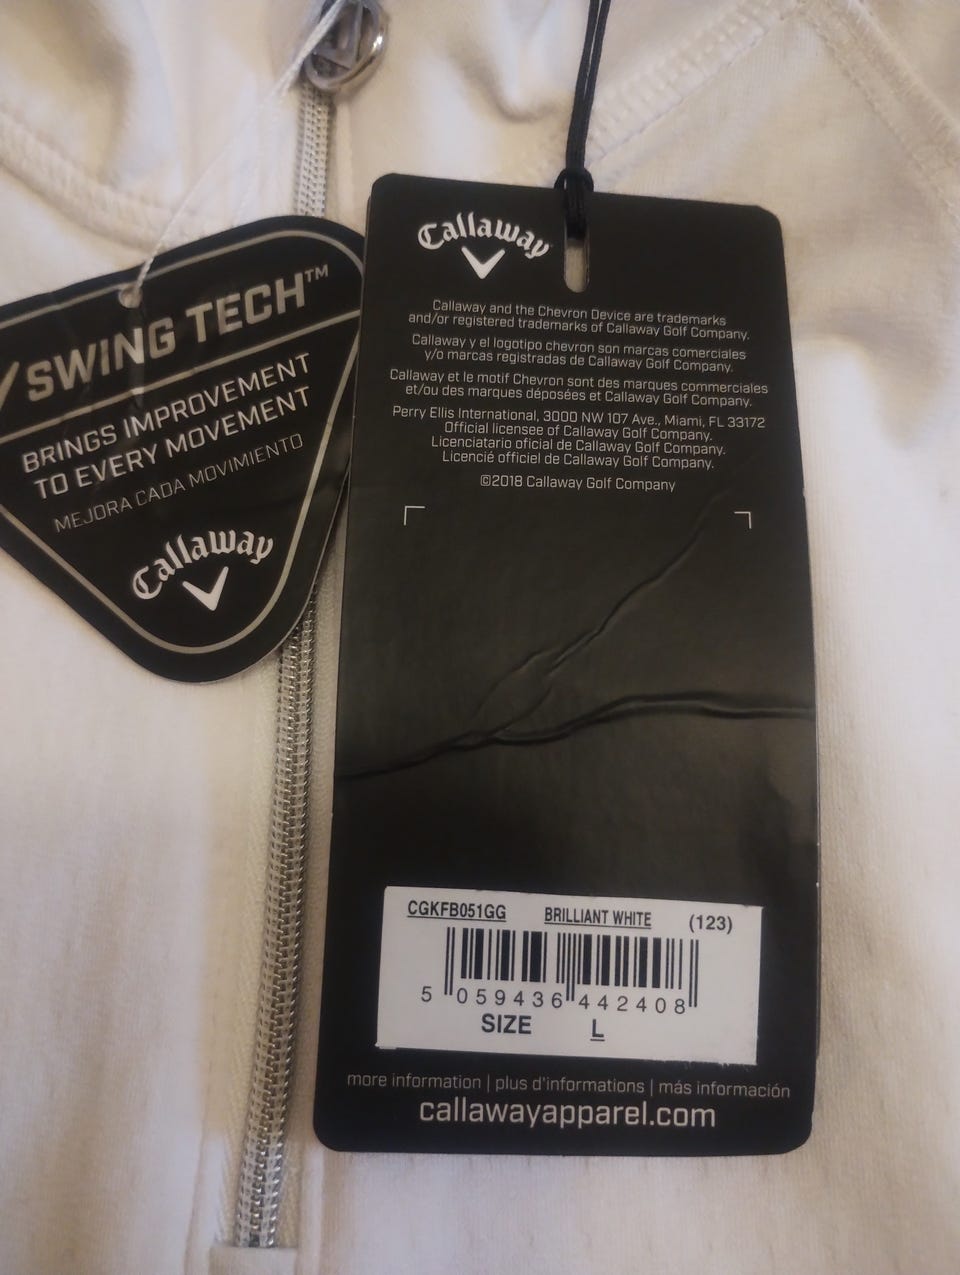 SWING TECH™
BRINGS IMPROVEMENT
TO EVERY MOVEMENT
MEJORA CADA MOVIMIENTO
Callaway
Callaway
Callaway and the Chevron Device are trademarks
and/or registered trademarks of Callaway Golf Company.
Callaway y el logotipo chevron son marcas comerciales
y/o marcas registradas de Callaway Golf Company.
Callaway et le motif Chevron sont des marques commerciales
et/ou des marques déposées et Callaway Golf Company.
Perry Ellis International, 3000 NW 107 Ave., Miami, FL 33172
Official licensee of Callaway Golf Company.
Licenciatario oficial de Callaway Golf Company.
Licencié officiel de Callaway Golf Company.
©2018 Callaway Golf Company
CGKFB051GG BRILLIANT WHITE (123)
5 059436 442408
SIZE L
more information | plus d'informations | más información
callawayapparel.com